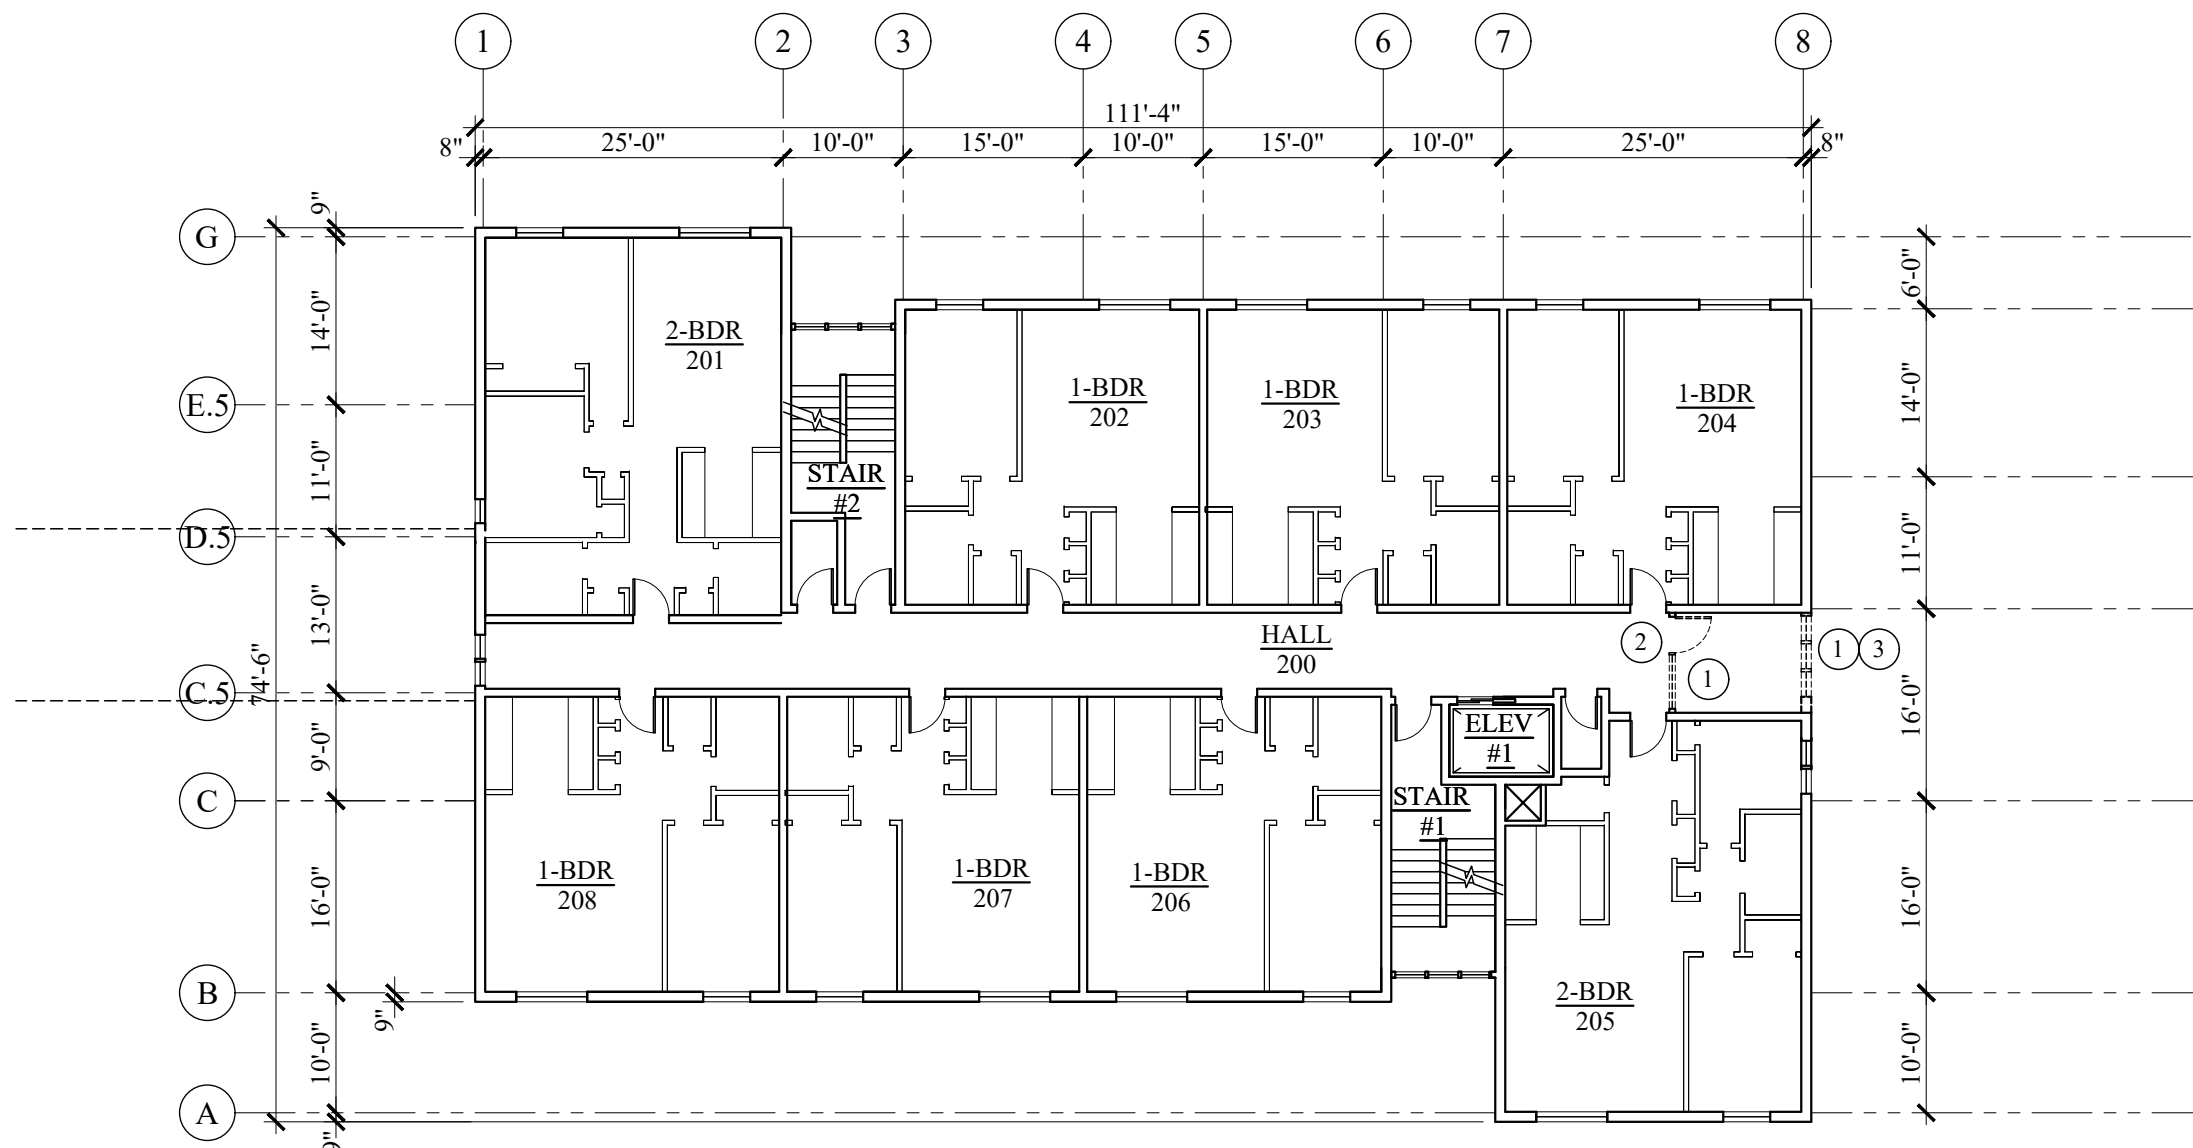 1 2 3 4 5 6 7 8
111'-4"
8" 25'-0" 10'-0" 15'-0" 10'-0" 15'-0" 10'-0" 25'-0" 8"
G
E.5
D.5
C.5
C
B
A
9"
14'-0"
11'-0"
13'-0"
74'-6"
9'-0"
16'-0"
9"
10'-0"
9"
6'-0"
14'-0"
11'-0"
16'-0"
16'-0"
10'-0"
2-BDR
201
STAIR
#2
1-BDR
202
1-BDR
203
1-BDR
204
HALL
200
2
1
1 3
ELEV
#1
STAIR
#1
1-BDR
208
1-BDR
207
1-BDR
206
2-BDR
205